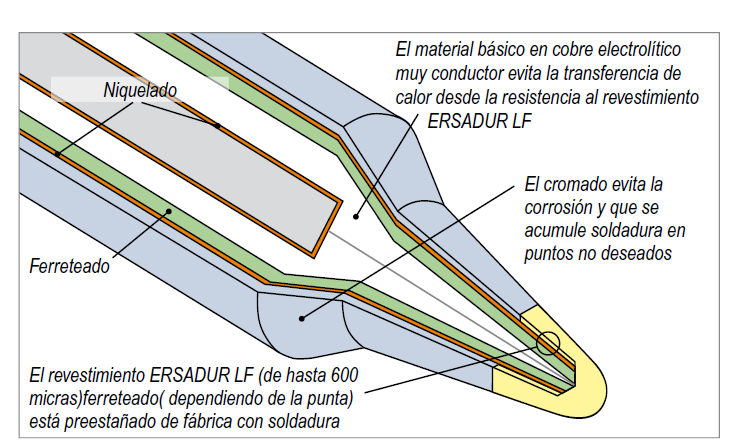 El material básico en cobre electrolítico
muy conductor evita la transferencia de
calor desde la resistencia al revestimiento
ERSADUR LF
Niquelado
El cromado evita la
corrosión y que se
acumule soldadura en
puntos no deseados
Ferreteado
El revestimiento ERSADUR LF (de hasta 600
micras)ferreteado( dependiendo de la punta)
está preestañado de fábrica con soldadura